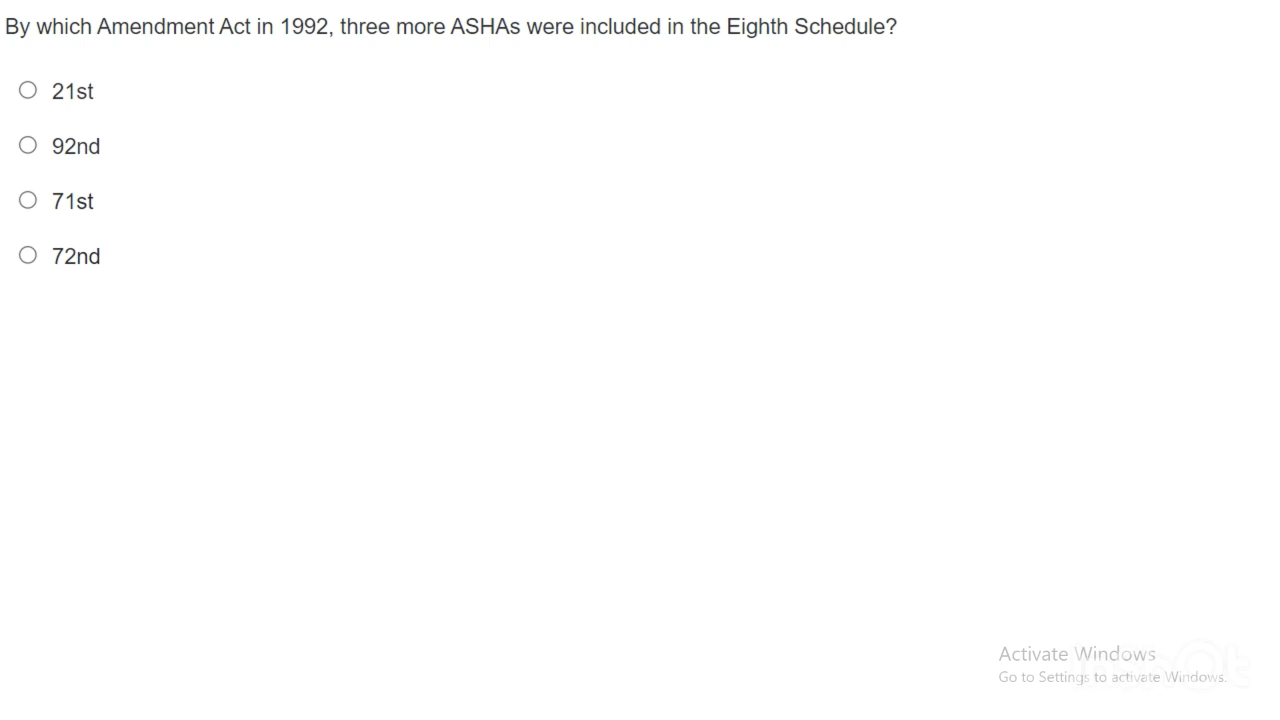 By which Amendment Act in 1992, three more ASHAs were included in the Eighth Schedule?
21st
92nd
71st
72nd
Activate Windows
Go to Settings to activate Windows.